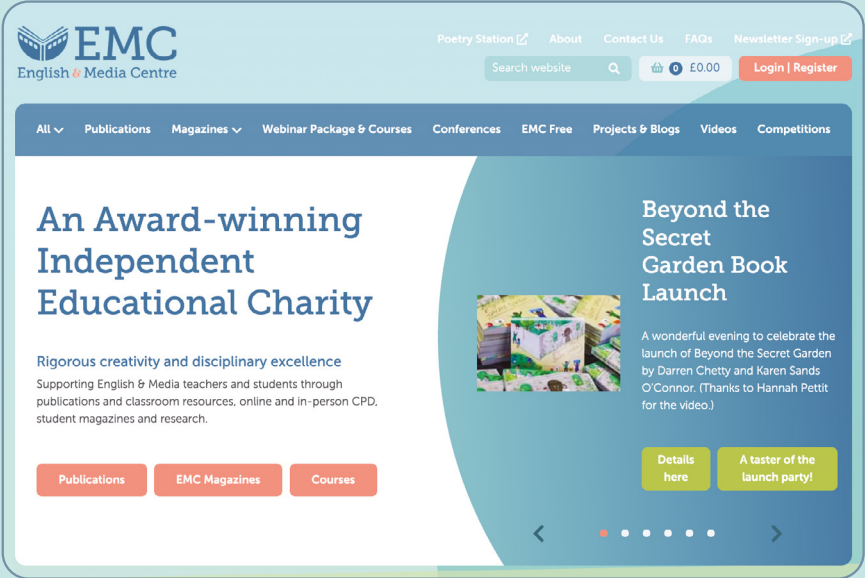 EMC
English & Media Centre
Poetry Station About Contact Us FAQs Newsletter Sign-up
Search website 0 £0.00 Login | Register
All Publications Magazines Webinar Package & Courses Conferences EMC Free Projects & Blogs Videos Competitions
An Award-winning
Independent
Educational Charity
Rigorous creativity and disciplinary excellence
Supporting English & Media teachers and students through
publications and classroom resources, online and in-person CPD,
student magazines and research.
Publications EMC Magazines Courses
Beyond the
Secret
Garden Book
Launch
A wonderful evening to celebrate the
launch of Beyond the Secret Garden
by Darren Chetty and Karen Sands
O'Connor. (Thanks to Hannah Pettit
for the video.)
Details
here
A taster of the
launch party!